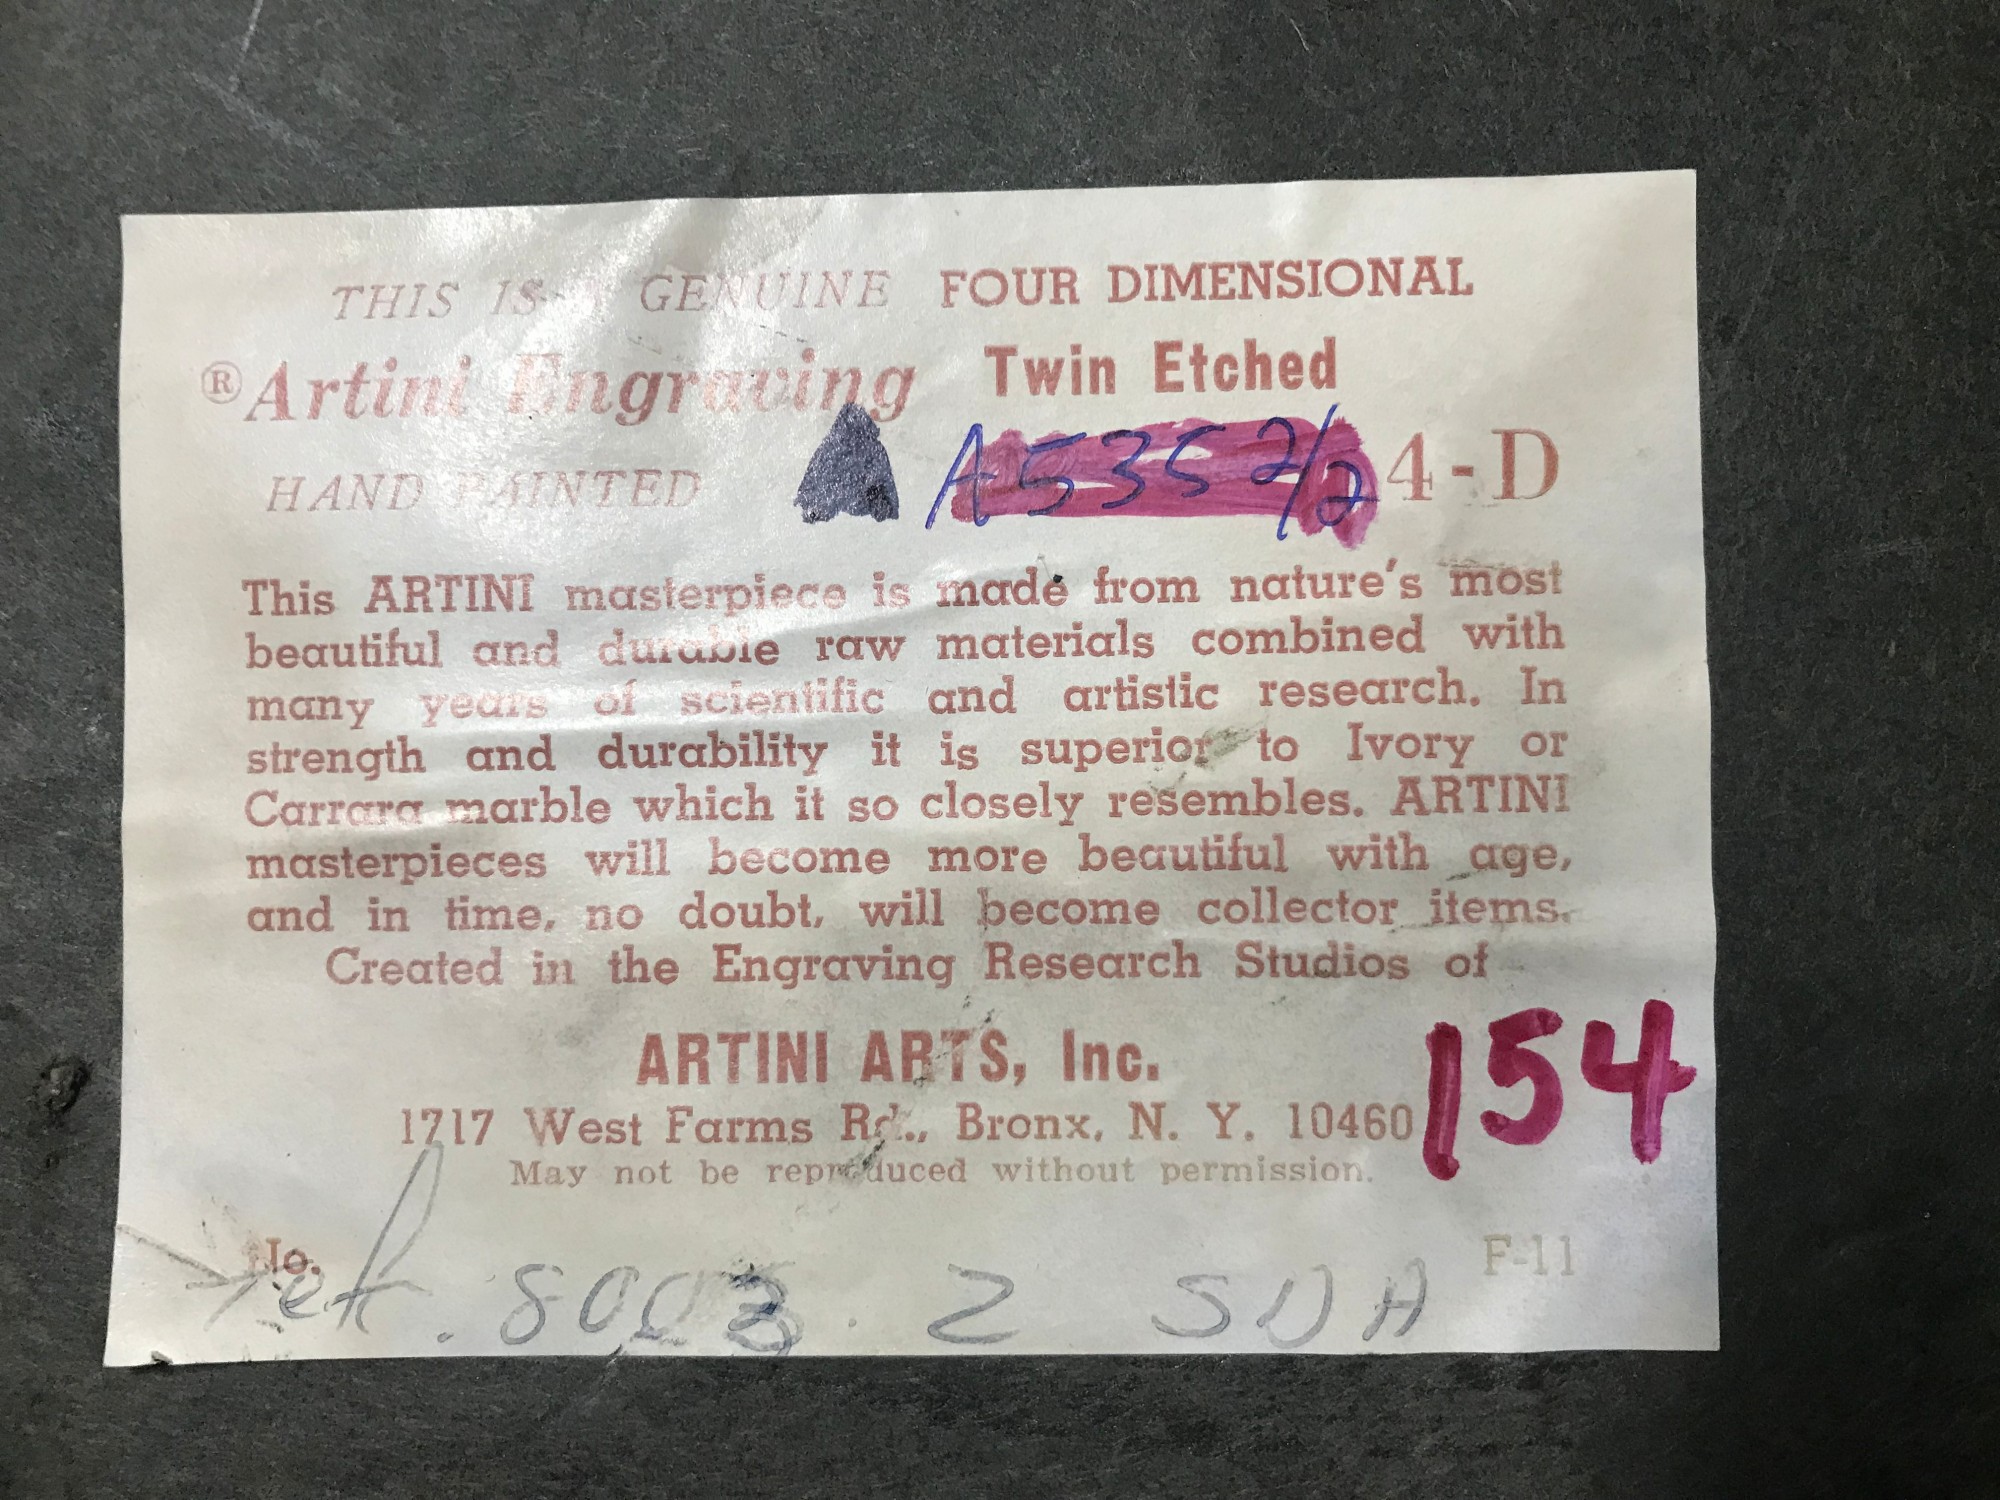 THIS IS A GENUINE FOUR DIMENSIONAL
® Artini Engraving Twin Etched
HAND PAINTED A5352/2 4-D
This ARTINI masterpiece is made from nature's most
beautiful and durable raw materials combined with
many years of scientific and artistic research. In
strength and durability it is superior to Ivory or
Carrara marble which it so closely resembles. ARTINI
masterpieces will become more beautiful with age,
and in time, no doubt, will become collector items.
Created in the Engraving Research Studios of
ARTINI ARTS, Inc.
154
1717 West Farms Rd., Bronx, N. Y. 10460
May not be reproduced without permission.
No. F-11
2